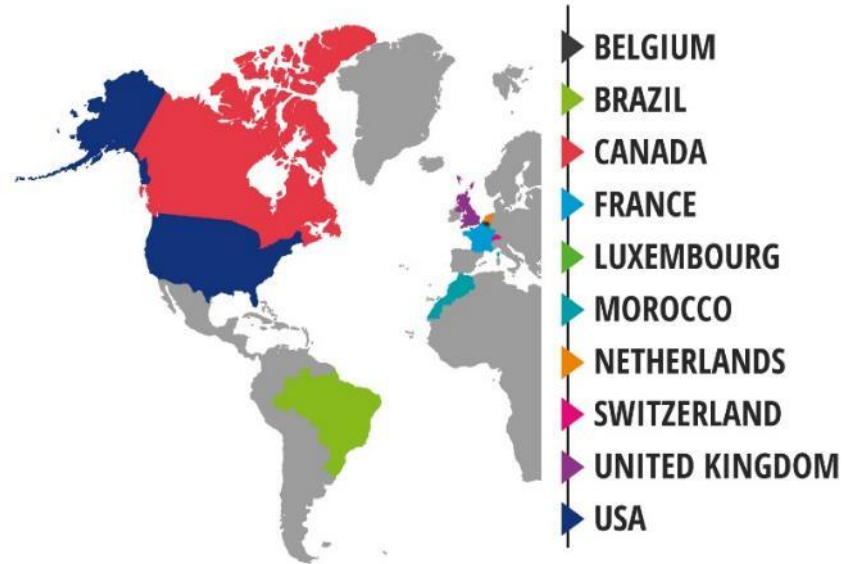 BELGIUM
BRAZIL
CANADA
FRANCE
LUXEMBOURG
MOROCCO
NETHERLANDS
SWITZERLAND
UNITED KINGDOM
USA